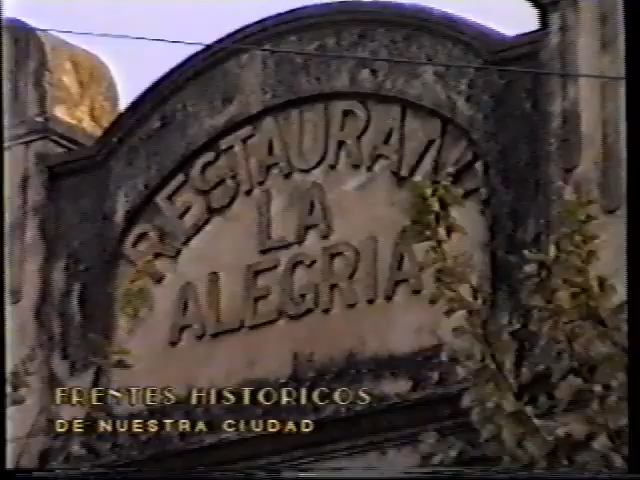 RESTAURANT
LA
ALEGRIA
FRENTES HISTORICOS
DE NUESTRA CIUDAD